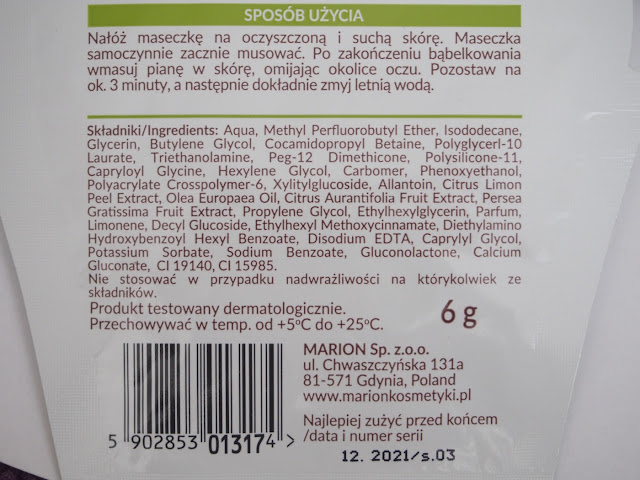 SPOSÓB UŻYCIA
Nałóż maseczkę na oczyszczoną i suchą skórę. Maseczka
samoczynnie zacznie musować. Po zakończeniu bąbelkowania
wmasuj pianę w skórę, omijając okolice oczu. Pozostaw na
ok. 3 minuty, a następnie dokładnie zmyj letnią wodą.
Składniki/Ingredients: Aqua, Methyl Perfluorobutyl Ether, Isododecane,
Glycerin, Butylene Glycol, Cocamidopropyl Betaine, Polyglyceryl-10
Laurate, Triethanolamine, Peg-12 Dimethicone, Polysilicone-11,
Capryloyl Glycine, Hexylene Glycol, Carbomer, Phenoxyethanol,
Polyacrylate Crosspolymer-6, Xylitylglucoside, Allantoin, Citrus Limon
Peel Extract, Olea Europaea Oil, Citrus Aurantifolia Fruit Extract, Persea
Gratissima Fruit Extract, Propylene Glycol, Ethylhexylglycerin, Parfum,
Limonene, Decyl Glucoside, Ethylhexyl Methoxycinnamate, Diethylamino
Hydroxybenzoyl Hexyl Benzoate, Disodium EDTA, Caprylyl Glycol,
Potassium Sorbate, Sodium Benzoate, Gluconolactone, Calcium
Gluconate, CI 19140, CI 15985.
Nie stosować w przypadku nadwrażliwości na którykolwiek ze
składników.
Produkt testowany dermatologicznie.
Przechowywać w temp. od +5°C do +25°C.
6 g
MARION Sp. z.o.o.
ul. Chwaszczyńska 131a
81-571 Gdynia, Poland
www.marionkosmetyki.pl
Najlepiej zużyć przed końcem
/data i numer serii
12. 2021/s.03
5 902853 013174 >